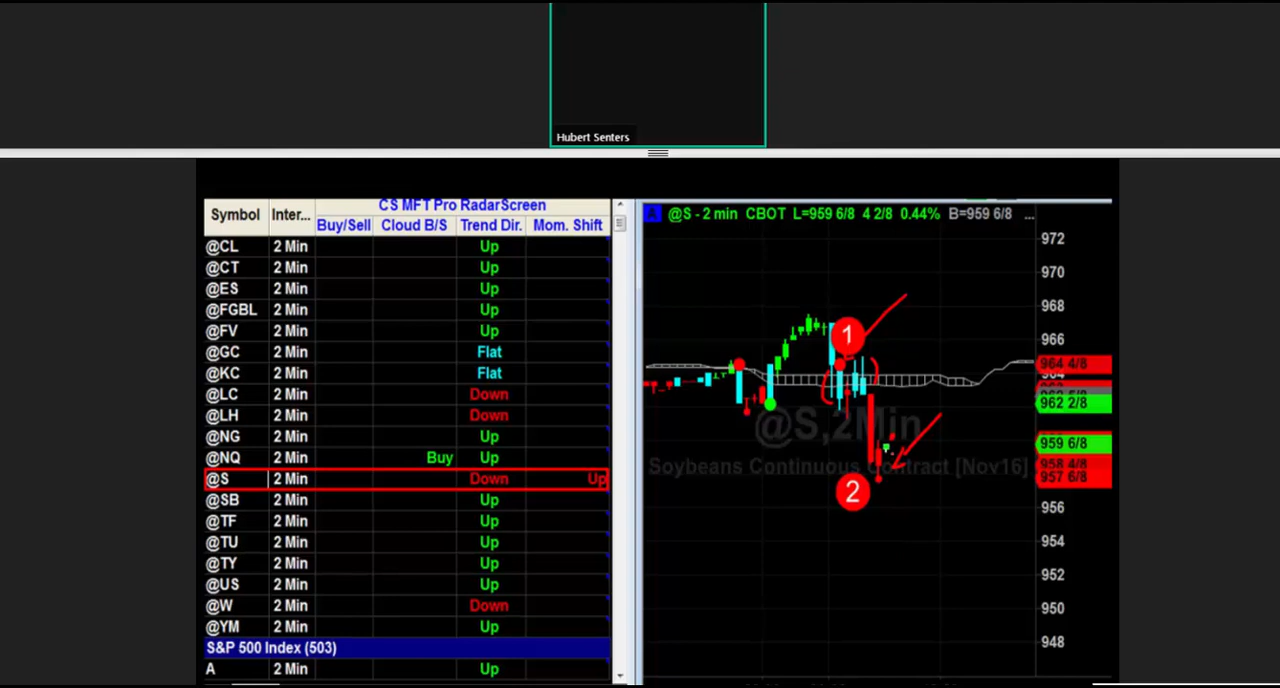 Hubert Senters
CS MFT Pro RadarScreen
Symbol Inter... Buy/Sell Cloud B/S Trend Dir. Mom. Shift
@CL 2 Min Up
@CT 2 Min Up
@ES 2 Min Up
@FGBL 2 Min Up
@FV 2 Min Up
@GC 2 Min Flat
@KC 2 Min Flat
@LC 2 Min Down
@LH 2 Min Down
@NG 2 Min Up
@NQ 2 Min Buy Up
@S 2 Min Down Up
@SB 2 Min Up
@TF 2 Min Up
@TU 2 Min Up
@TY 2 Min Up
@US 2 Min Up
@W 2 Min Down
@YM 2 Min Up
S&P 500 Index (503)
A 2 Min Up
@S - 2 min CBOT L=959 6/8 4 2/8 0.44% B=959 6/8 ...
972
970
968
966
964 4/8
964
962 2/8
959 6/8
958 4/8
957 6/8
956
954
952
950
948
1
@S,2Min
Soybeans Continuous Contract [Nov16]
2